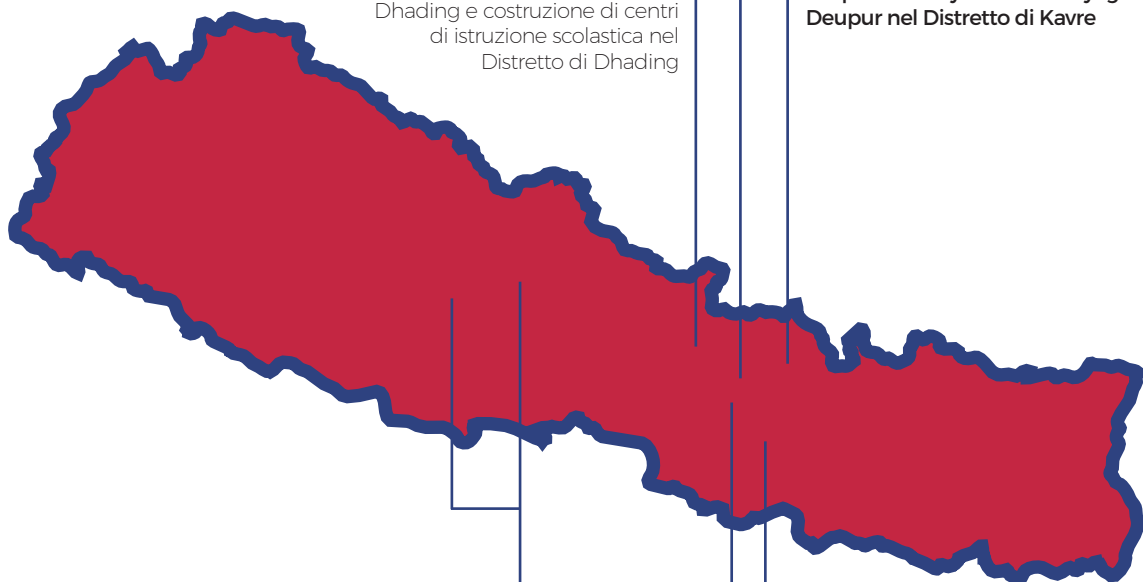 Dhading e costruzione di centri
di istruzione scolastica nel
Distretto di Dhading
Deupur nel Distretto di Kavre